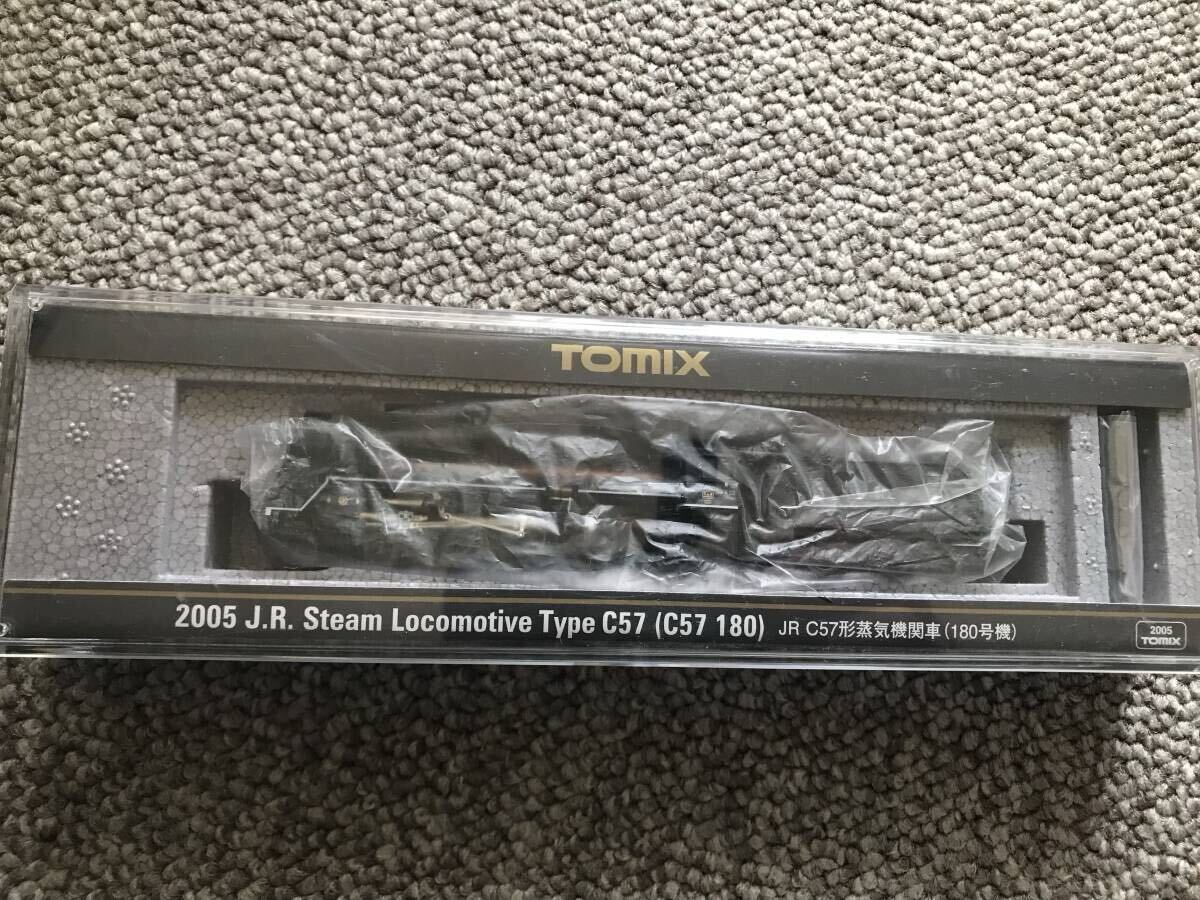 TOMIX
2005 J.R. Steam Locomotive Type C57 (C57 180) JR C57形蒸気機関車(180号機)
2005
TOMIX